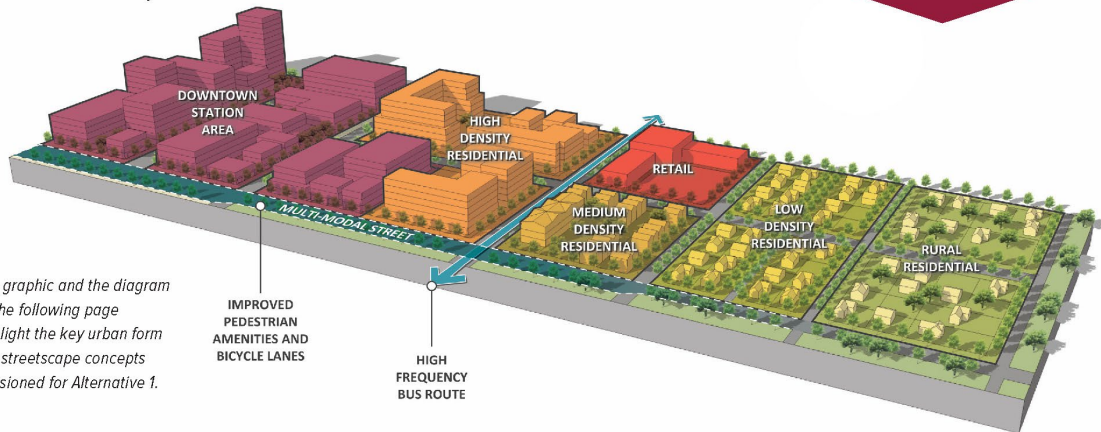 DOWNTOWN
STATION
AREA
HIGH
DENSITY
RESIDENTIAL
RETAIL
MEDIUM
DENSITY
RESIDENTIAL
LOW
DENSITY
RESIDENTIAL
RURAL
RESIDENTIAL
MULTI-MODAL STREET
graphic and the diagram
he following page
light the key urban form
streetscape concepts
sioned for Alternative 1.
IMPROVED
PEDESTRIAN
AMENITIES AND
BICYCLE LANES
HIGH
FREQUENCY
BUS ROUTE